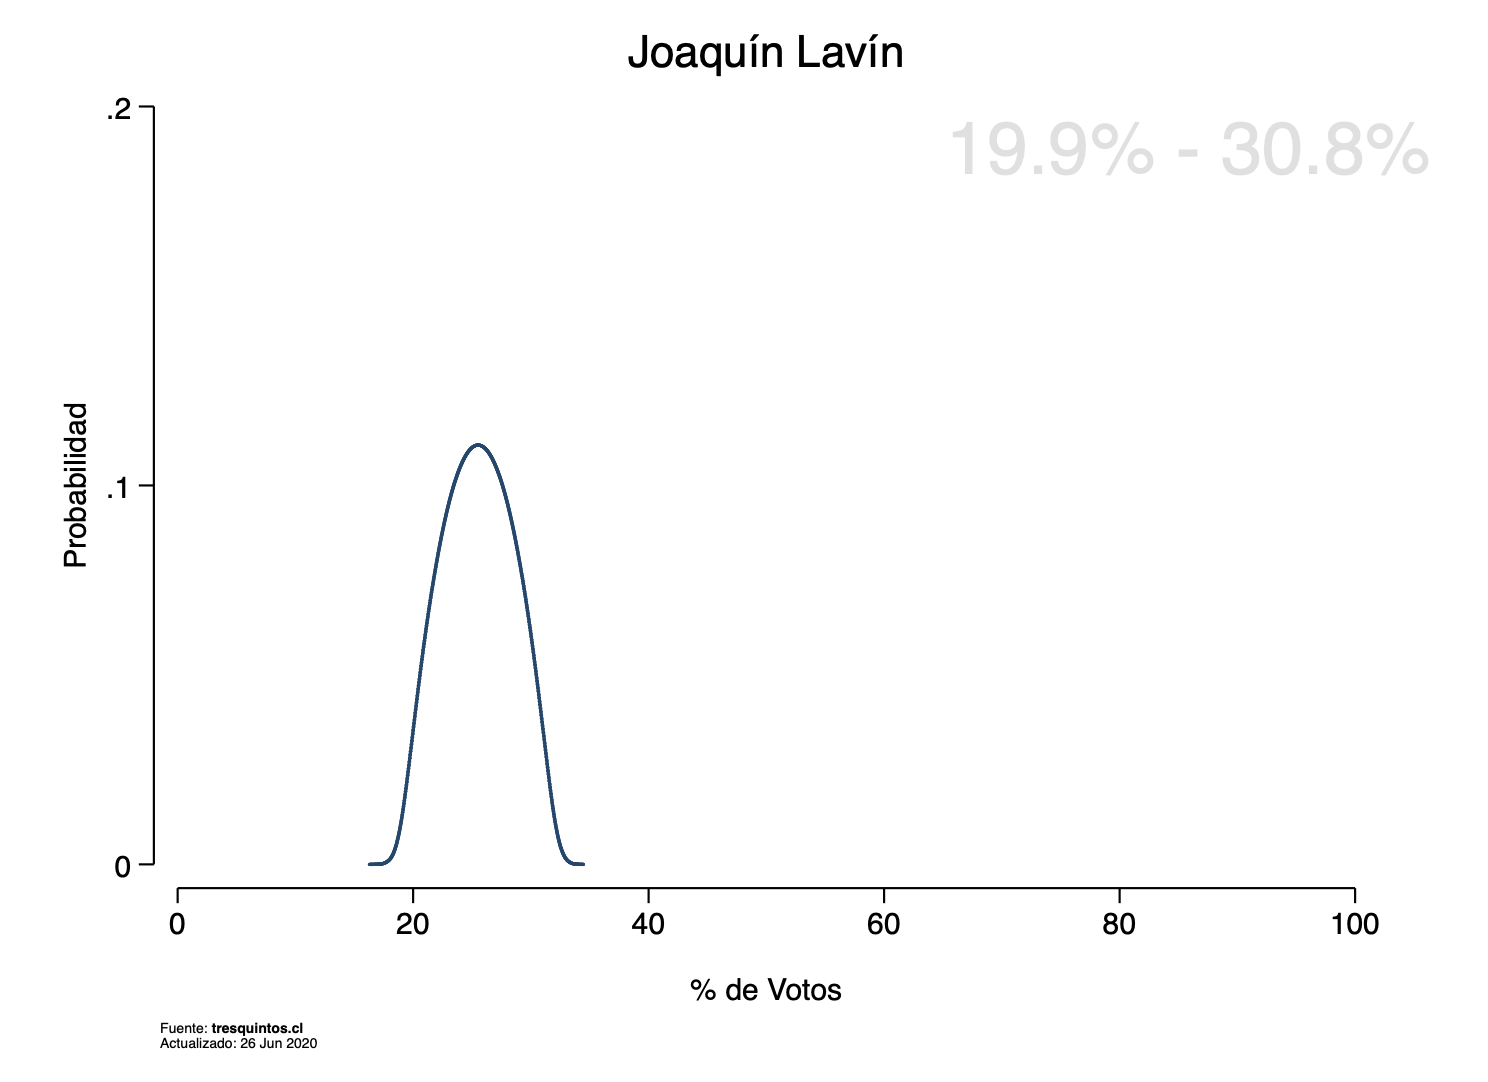 Joaquín Lavín
19.9% - 30.8%
.2
.1
0
Probabilidad
0 20 40 60 80 100
% de Votos
Fuente: tresquintos.cl
Actualizado: 26 Jun 2020